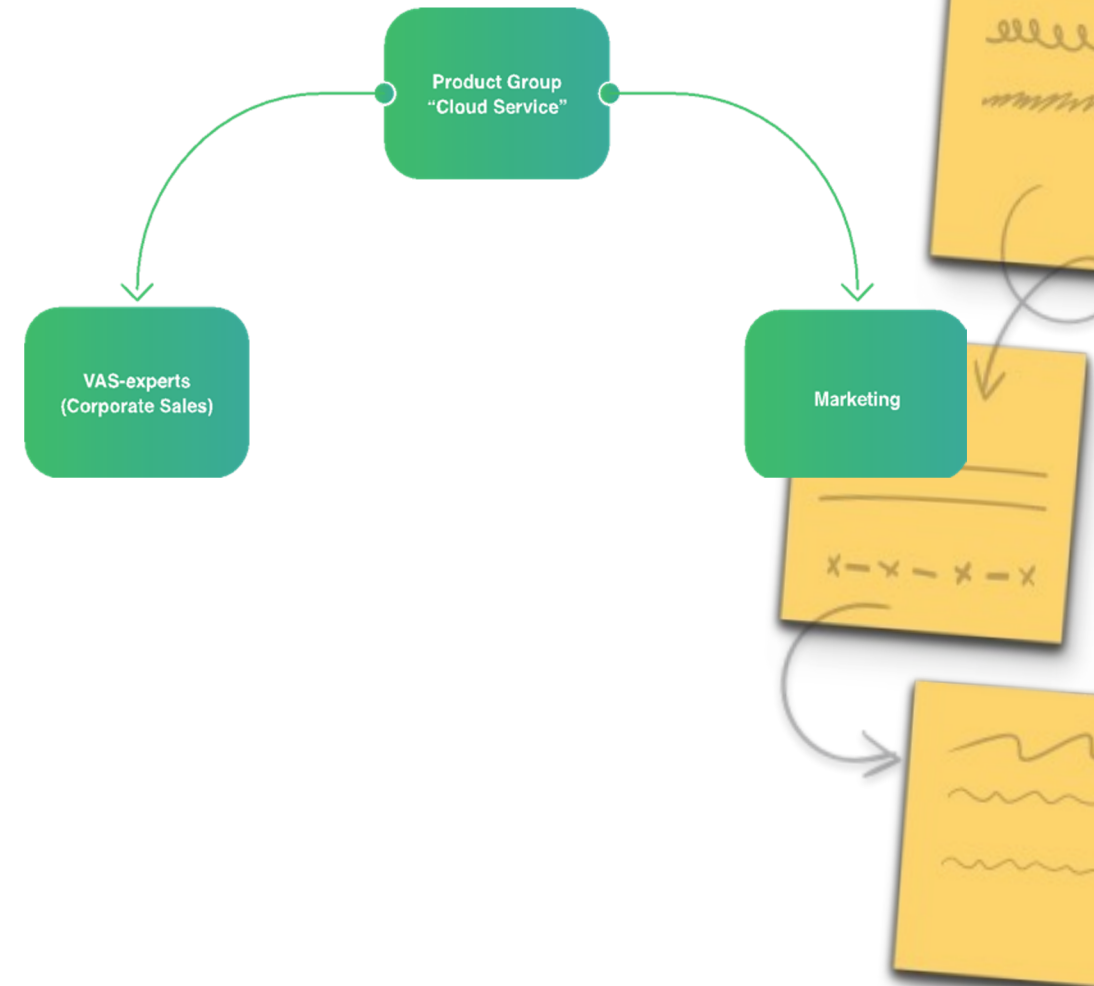 Product Group
“Cloud Service”
VAS-experts
(Corporate Sales)
Marketing